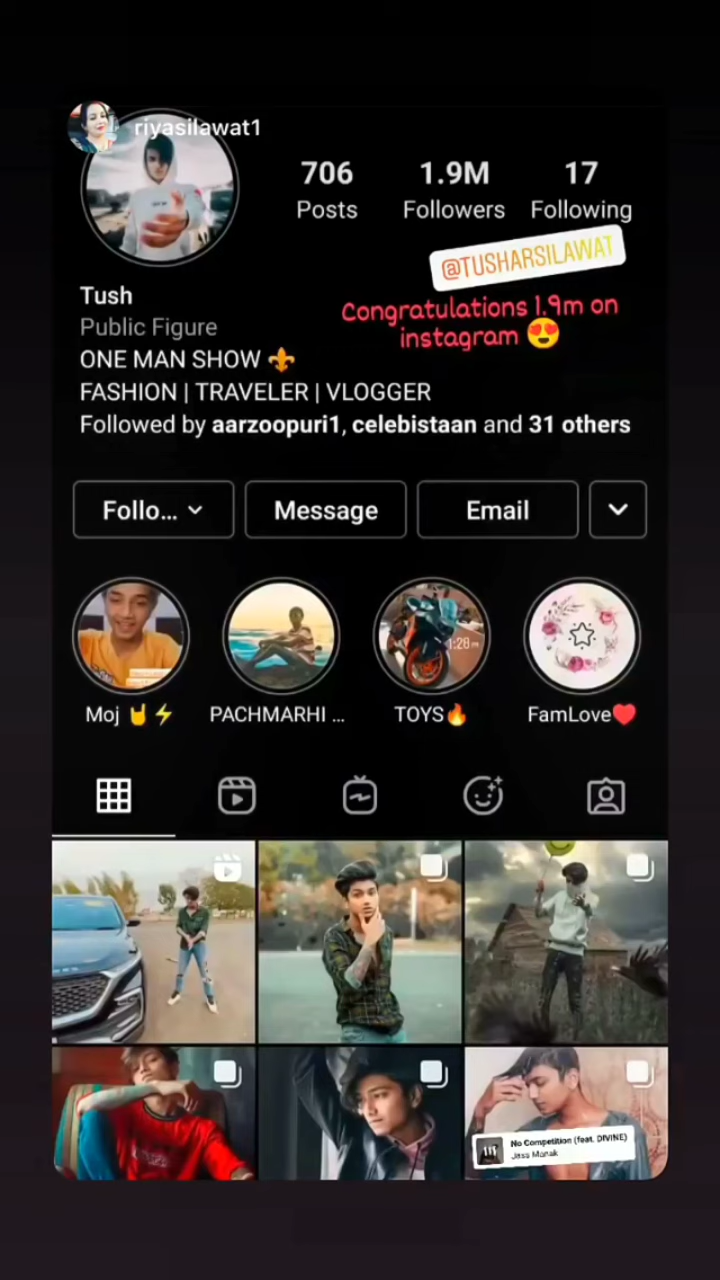 riyasilawat1
706
1.9M
17
Posts
Followers
Following
@TUSHARSILAWAT
Tush
Congratulations 1.9m on
instagram 😍
Public Figure
ONE MAN SHOW ⚜️
FASHION | TRAVELER | VLOGGER
Followed by aarzoopuri1, celebistaan and 31 others
Follo...
Message
Email
1:28
Moj 🤘⚡
PACHMARHI ...
TOYS🔥
FamLove♥️
No Competition (feat. DIVINE)
Jass Manak